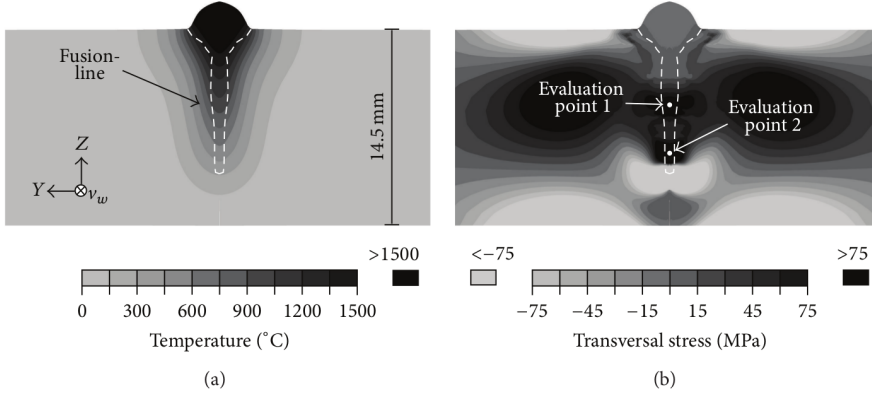 Fusion-
line
14.5 mm
Z
Y
v_w
>1500
0 300 600 900 1200 1500
Temperature (˚C)
(a)
Evaluation
point 1
Evaluation
point 2
<−75
>75
−75 −45 −15 15 45 75
Transversal stress (MPa)
(b)